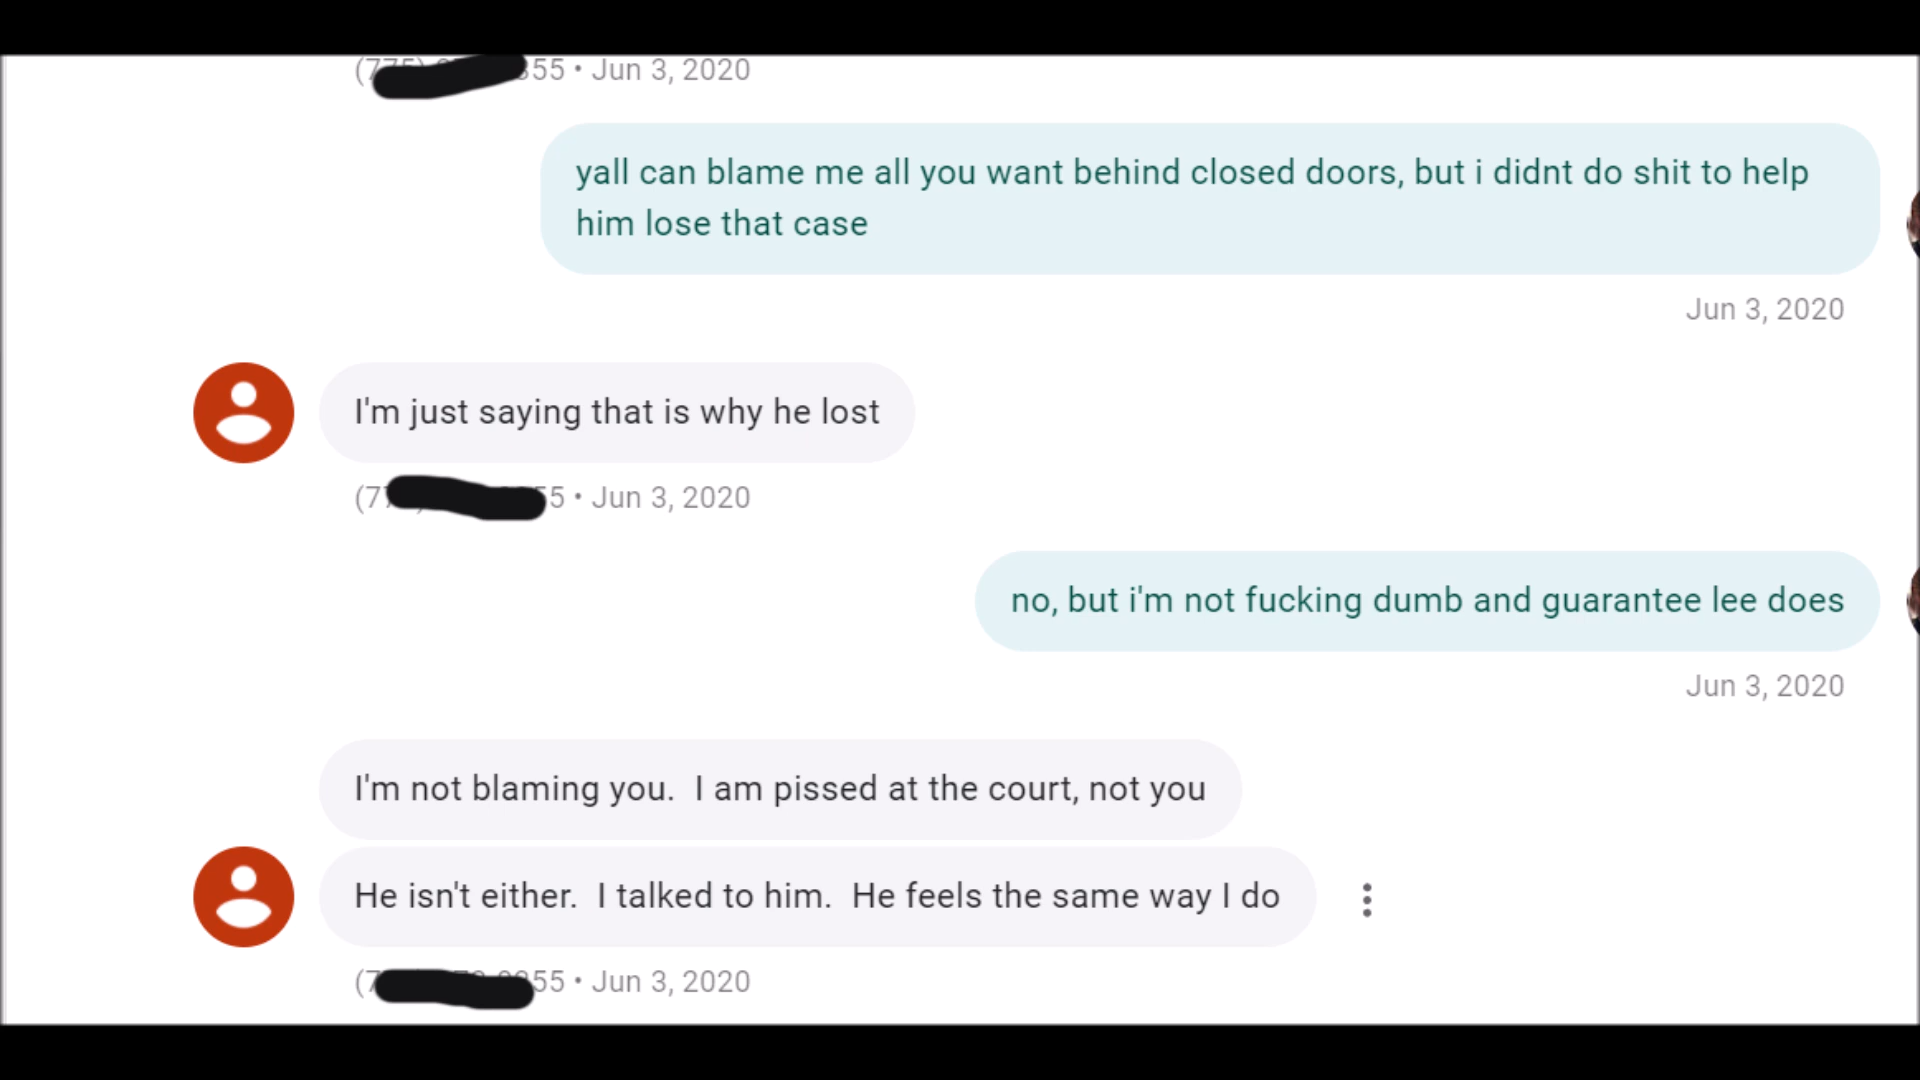 55 • Jun 3, 2020
yall can blame me all you want behind closed doors, but i didnt do shit to help
him lose that case
Jun 3, 2020
I'm just saying that is why he lost
(7 5 • Jun 3, 2020
no, but i'm not fucking dumb and guarantee lee does
Jun 3, 2020
I'm not blaming you.  I am pissed at the court, not you
He isn't either.  I talked to him.  He feels the same way I do
(7 55 • Jun 3, 2020